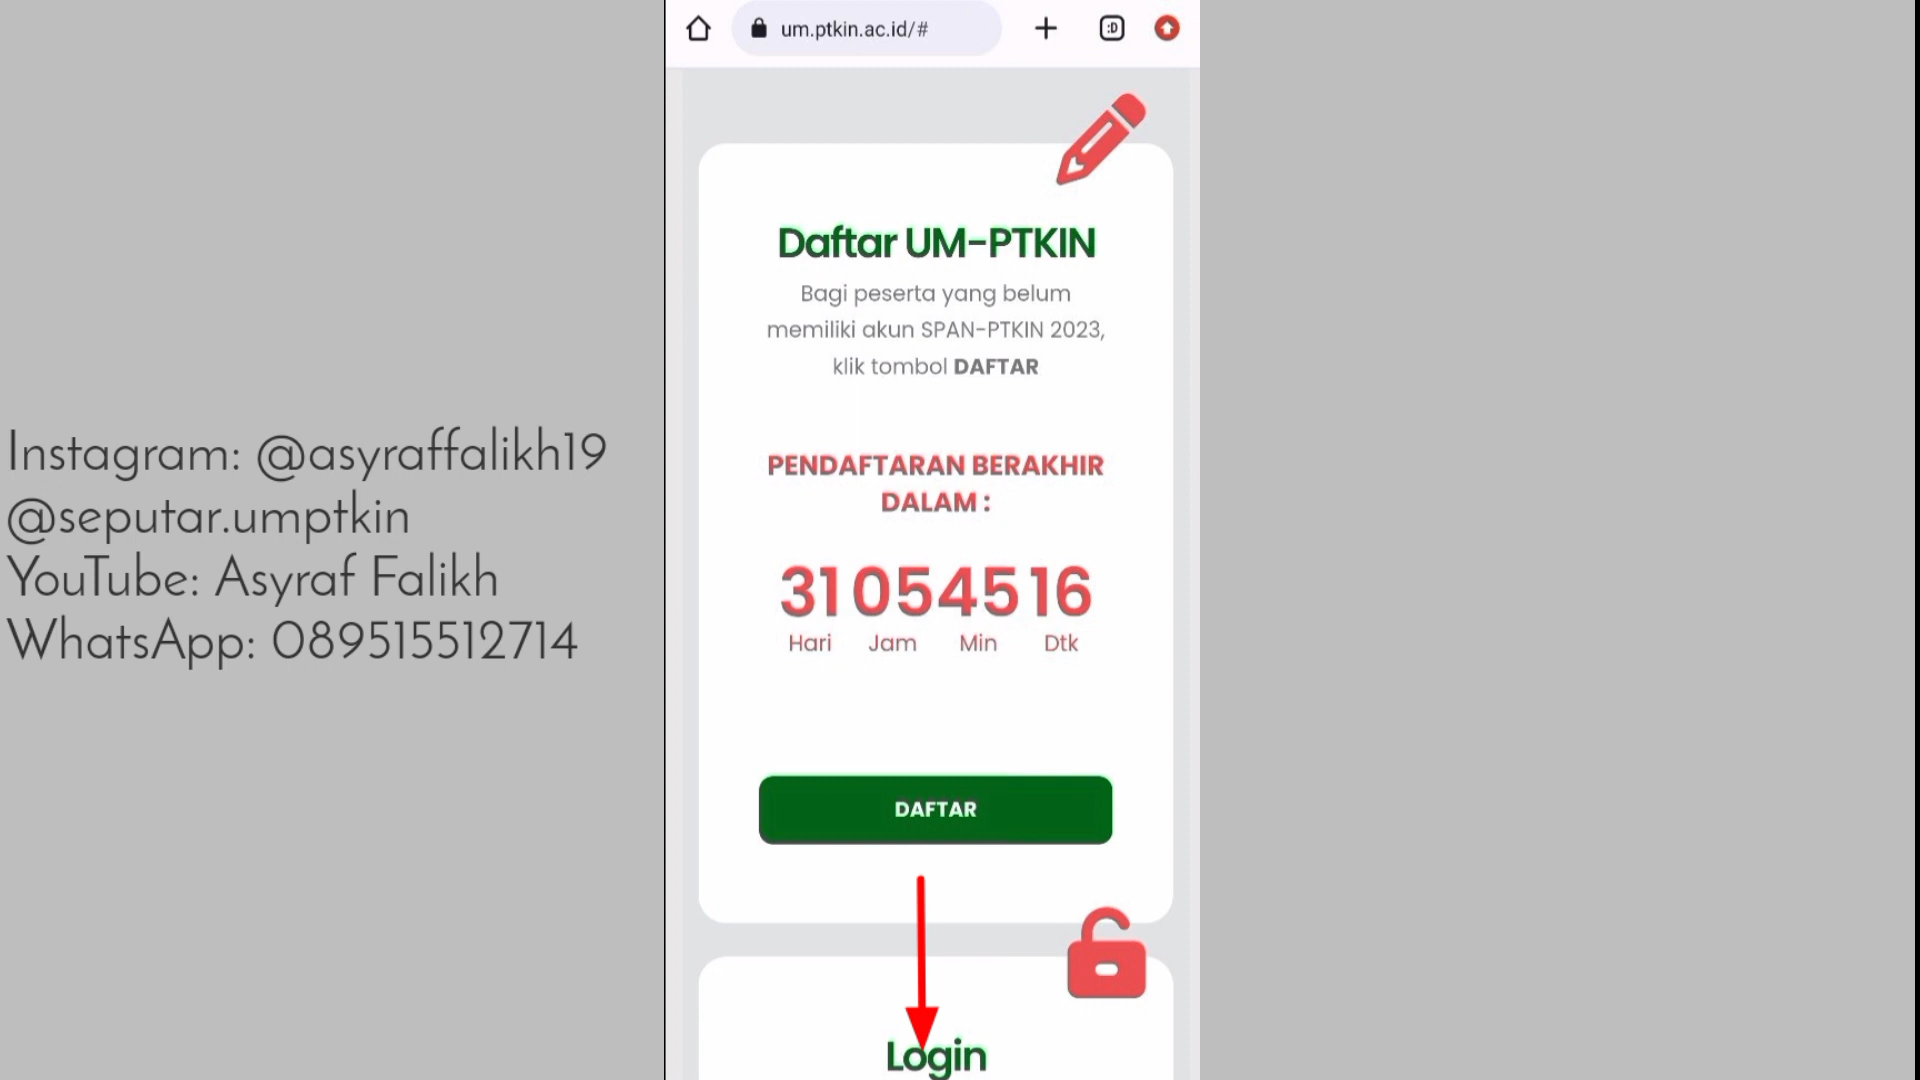 um.ptkin.ac.id/#
:D
Daftar UM-PTKIN
Bagi peserta yang belum
memiliki akun SPAN-PTKIN 2023,
klik tombol DAFTAR
PENDAFTARAN BERAKHIR
DALAM :
31 05 45 16
Hari Jam Min Dtk
DAFTAR
Login
Instagram: @asyraffalikh19
@seputar.umptkin
YouTube: Asyraf Falikh
WhatsApp: 089515512714